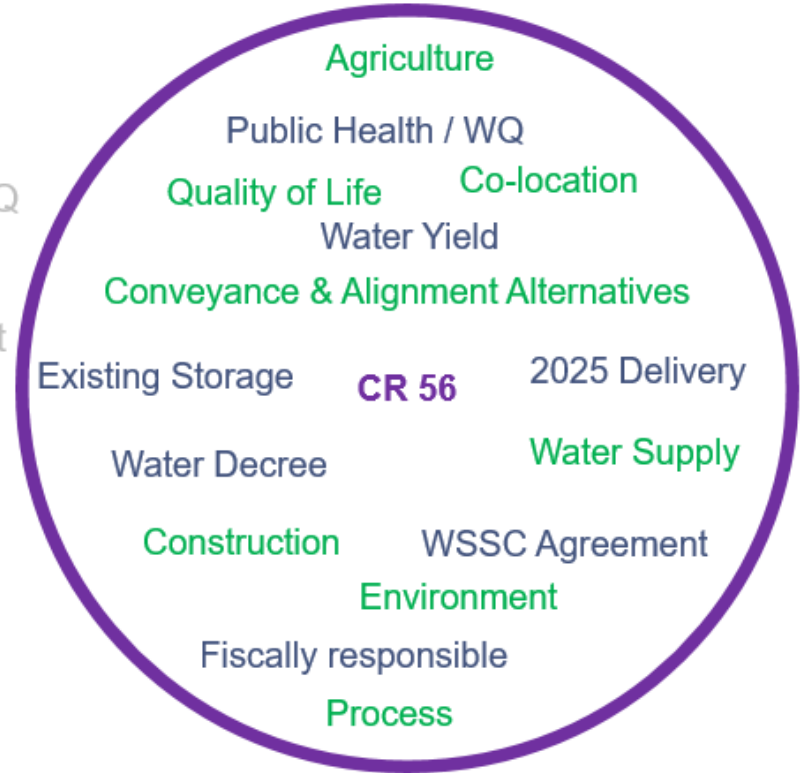 Agriculture
Public Health / WQ
Quality of Life
Co-location
Water Yield
Conveyance & Alignment Alternatives
Existing Storage
CR 56
2025 Delivery
Water Decree
Water Supply
Construction
WSSC Agreement
Environment
Fiscally responsible
Process